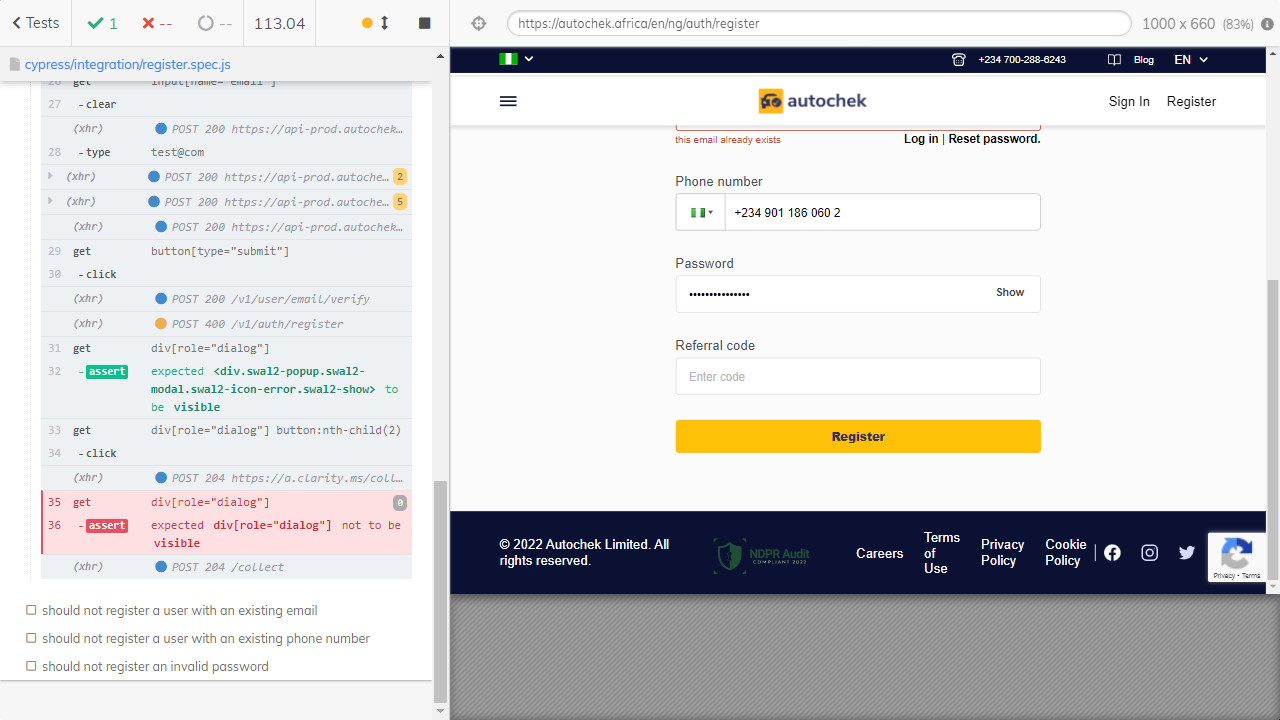 Tests
1
--
--
113.04
https://autochek.africa/en/ng/auth/register
1000 x 660 (83%)
cypress/integration/register.spec.js
26 get input[name="email"]
27 - clear
(xhr) POST 200 https://api-prod.autochek…
28 - type test@com
(xhr) POST 200 https://api-prod.autoche… 2
(xhr) POST 200 https://api-prod.autoche… 5
(xhr) POST 200 https://api-prod.autochek…
29 get button[type="submit"]
30 - click
(xhr) POST 200 /v1/user/email/verify
(xhr) POST 400 /v1/auth/register
31 get div[role="dialog"]
32 - assert expected <div.swal2-popup.swal2-
modal.swal2-icon-error.swal2-show> to
be visible
33 get div[role="dialog"] button:nth-child(2)
34 - click
(xhr) POST 204 https://a.clarity.ms/coll…
35 get div[role="dialog"] 0
36 - assert expected div[role="dialog"] not to be
visible
(xhr) POST 204 /collect
should not register a user with an existing email
should not register a user with an existing phone number
should not register an invalid password
+234 700-288-6243
Blog
EN
autochek
Sign In
Register
this email already exists
Log in | Reset password.
Phone number
+234 901 186 060 2
Password
•••••••••••••••
Show
Referral code
Enter code
Register
© 2022 Autochek Limited. All
rights reserved.
NDPR Audit
COMPLIANT 2022
Careers
Terms
of
Use
Privacy
Policy
Cookie
Policy
Privacy - Terms